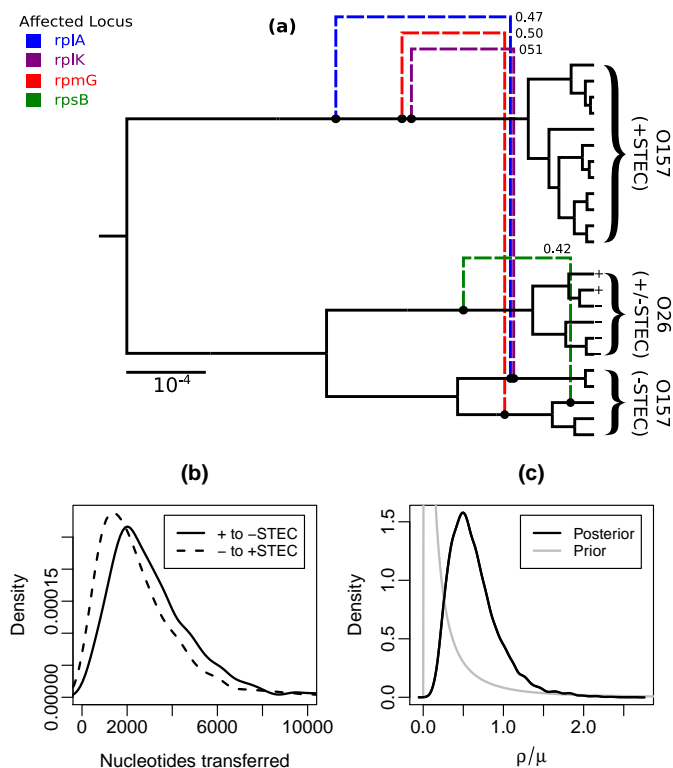 Affected Locus
rplA
rplK
rpmG
rpsB
(a)
0.47
0.50
051
0.42
O157
(+STEC)
+
+
−
−
−
−
O26
(+/-STEC)
O157
(-STEC)
10-4
(b)
+ to −STEC
− to +STEC
Density
0.00000
0.00015
0
2000
6000
10000
Nucleotides transferred
(c)
Posterior
Prior
Density
0.0
0.5
1.0
1.5
0.0
1.0
2.0
ρ/μ